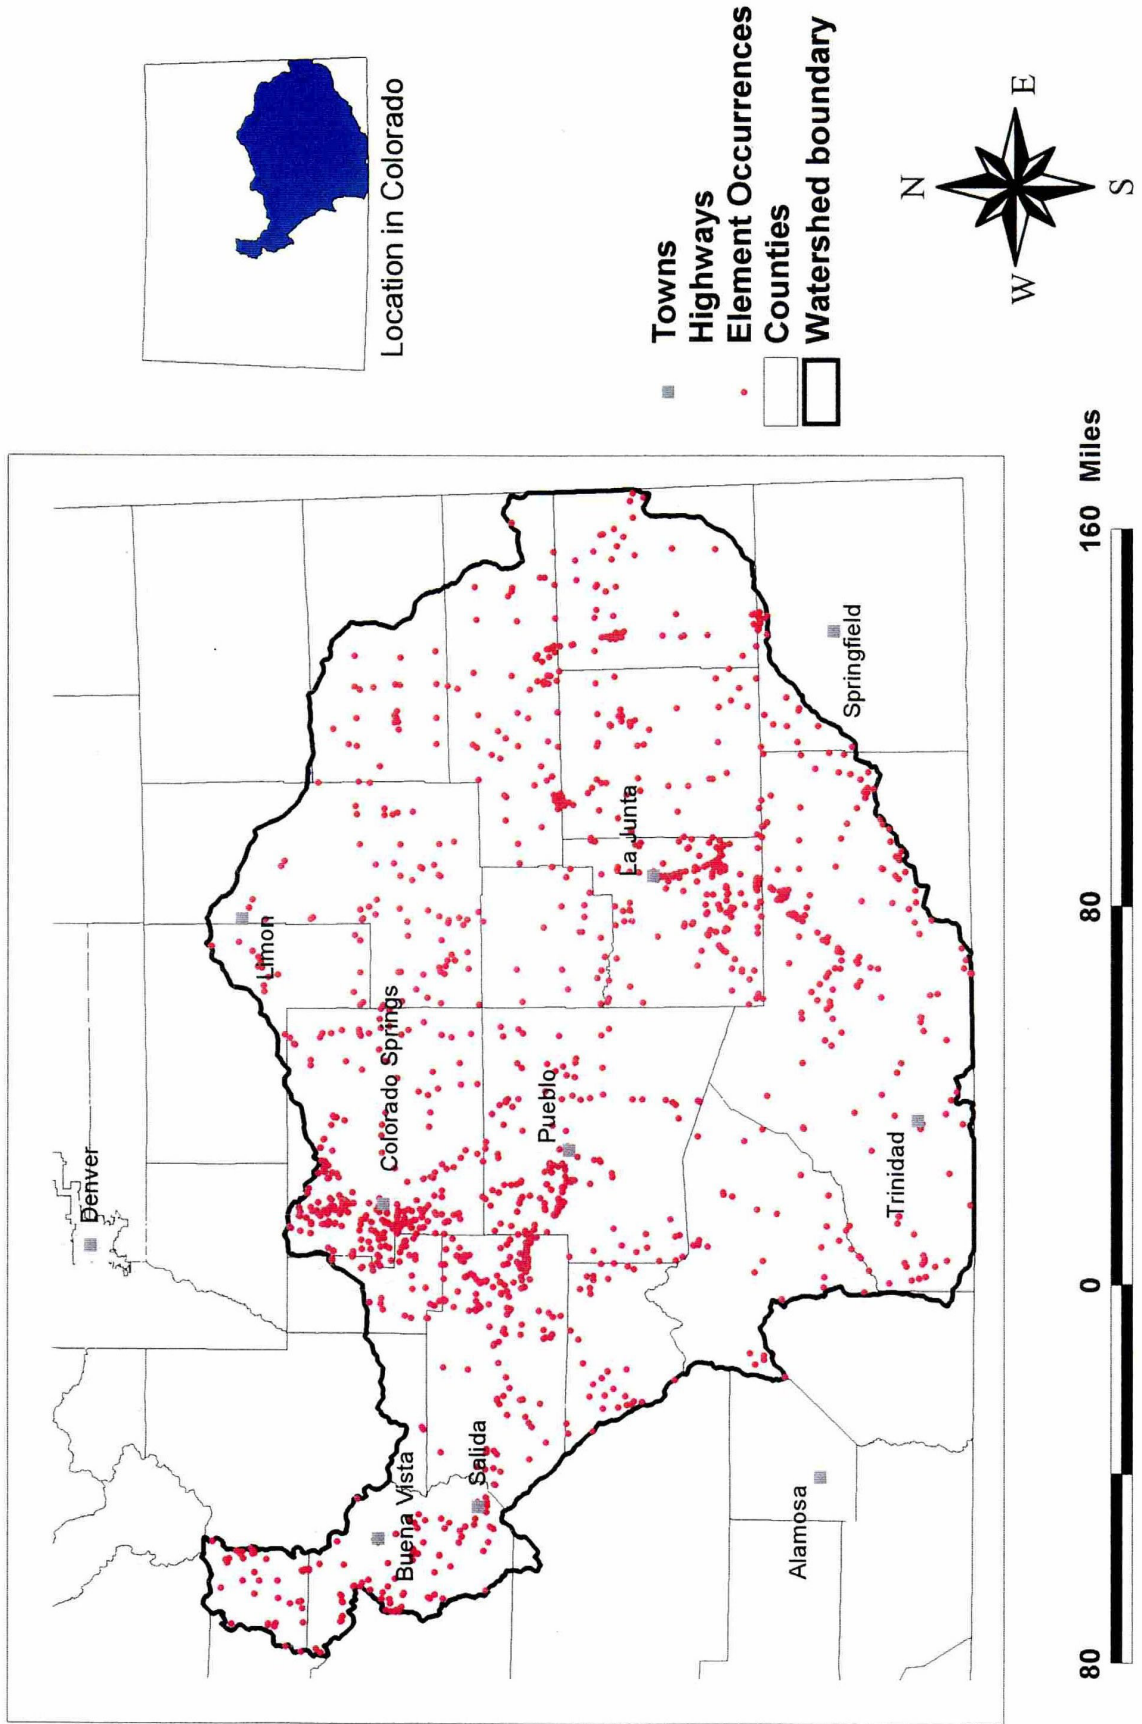 Denver
Limon
Colorado Springs
Buena Vista
Salida
Pueblo
La Junta
Alamosa
Trinidad
Springfield
80
0
80
160 Miles
Location in Colorado
Towns
Highways
Element Occurrences
Counties
Watershed boundary
N
W
E
S